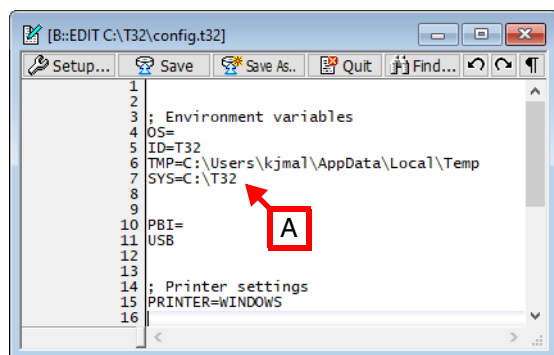 [B::EDIT C:\T32\config.t32]
Setup... Save Save As.. Quit Find...
1
2
3 ; Environment variables
4 OS=
5 ID=T32
6 TMP=C:\Users\kjmal\AppData\Local\Temp
7 SYS=C:\T32
8
9
10 PBI=
11 USB
12
13
14 ; Printer settings
15 PRINTER=WINDOWS
16
A